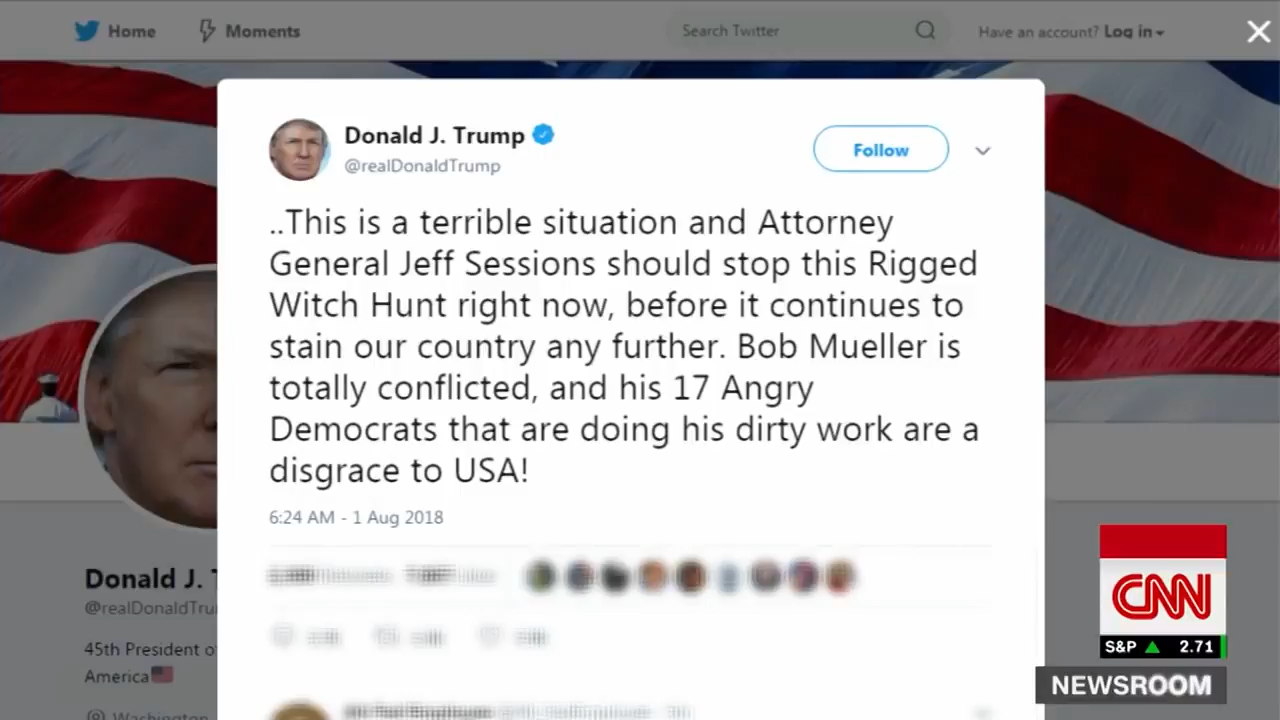 Home Moments Search Twitter Have an account? Log in
Donald J. Trump
@realDonaldTrump
Follow
..This is a terrible situation and Attorney
General Jeff Sessions should stop this Rigged
Witch Hunt right now, before it continues to
stain our country any further. Bob Mueller is
totally conflicted, and his 17 Angry
Democrats that are doing his dirty work are a
disgrace to USA!
6:24 AM - 1 Aug 2018
Donald J. T
@realDonaldTru
45th President o
America
Washington
CNN
S&P ▲ 2.71
NEWSROOM